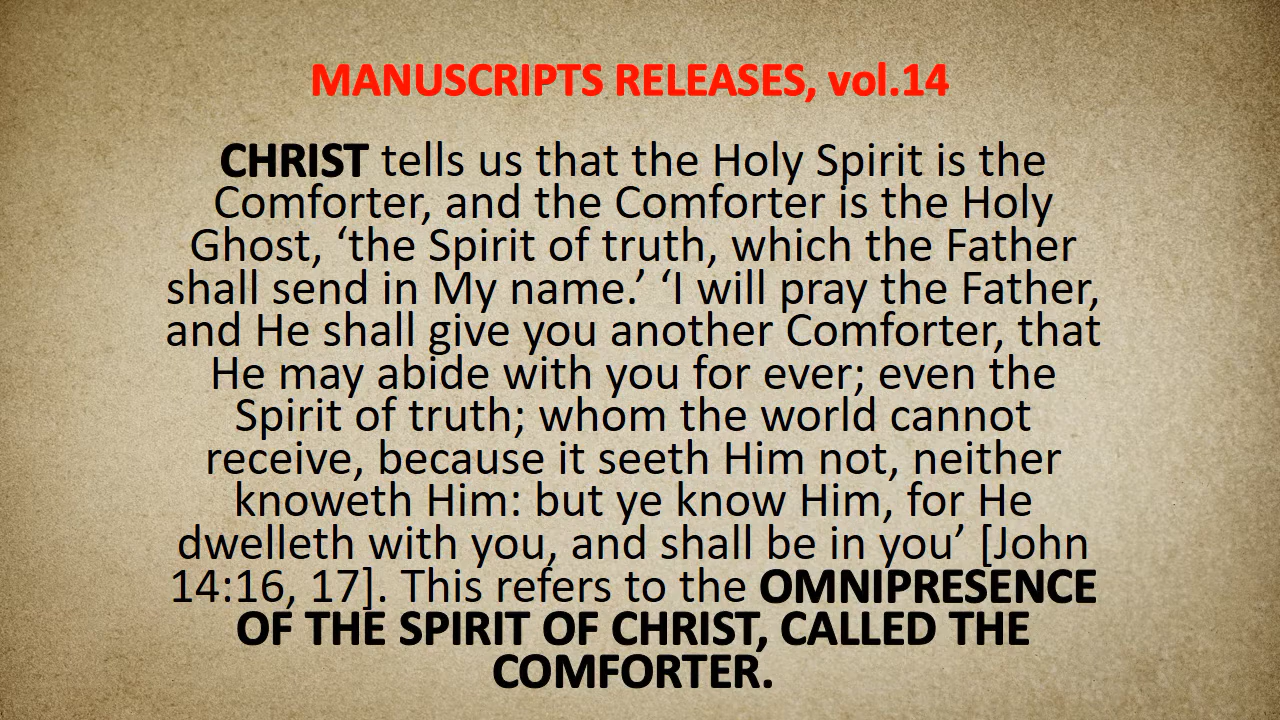 MANUSCRIPTS RELEASES, vol.14
CHRIST tells us that the Holy Spirit is the
Comforter, and the Comforter is the Holy
Ghost, ‘the Spirit of truth, which the Father
shall send in My name.’ ‘I will pray the Father,
and He shall give you another Comforter, that
He may abide with you for ever; even the
Spirit of truth; whom the world cannot
receive, because it seeth Him not, neither
knoweth Him: but ye know Him, for He
dwelleth with you, and shall be in you’ [John
14:16, 17]. This refers to the OMNIPRESENCE
OF THE SPIRIT OF CHRIST, CALLED THE
COMFORTER.